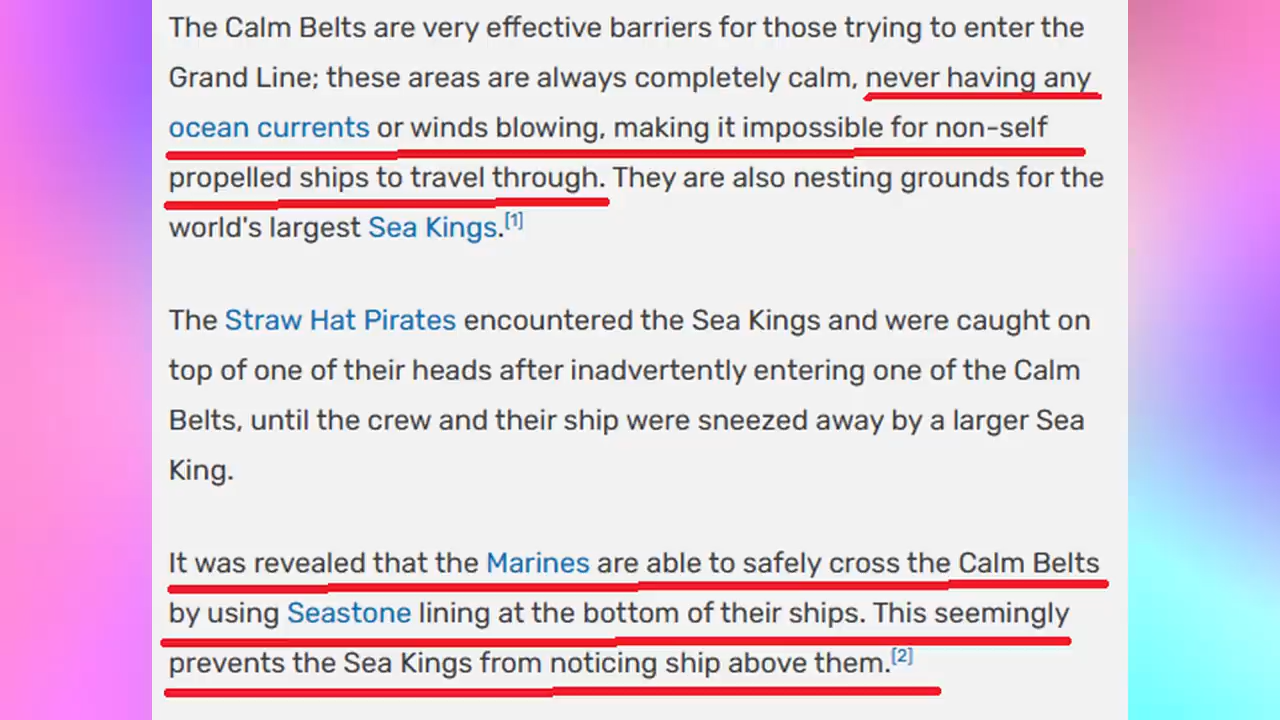 The Calm Belts are very effective barriers for those trying to enter the
Grand Line; these areas are always completely calm, never having any
ocean currents or winds blowing, making it impossible for non-self
propelled ships to travel through. They are also nesting grounds for the
world's largest Sea Kings.[1]
The Straw Hat Pirates encountered the Sea Kings and were caught on
top of one of their heads after inadvertently entering one of the Calm
Belts, until the crew and their ship were sneezed away by a larger Sea
King.
It was revealed that the Marines are able to safely cross the Calm Belts
by using Seastone lining at the bottom of their ships. This seemingly
prevents the Sea Kings from noticing ship above them.[2]